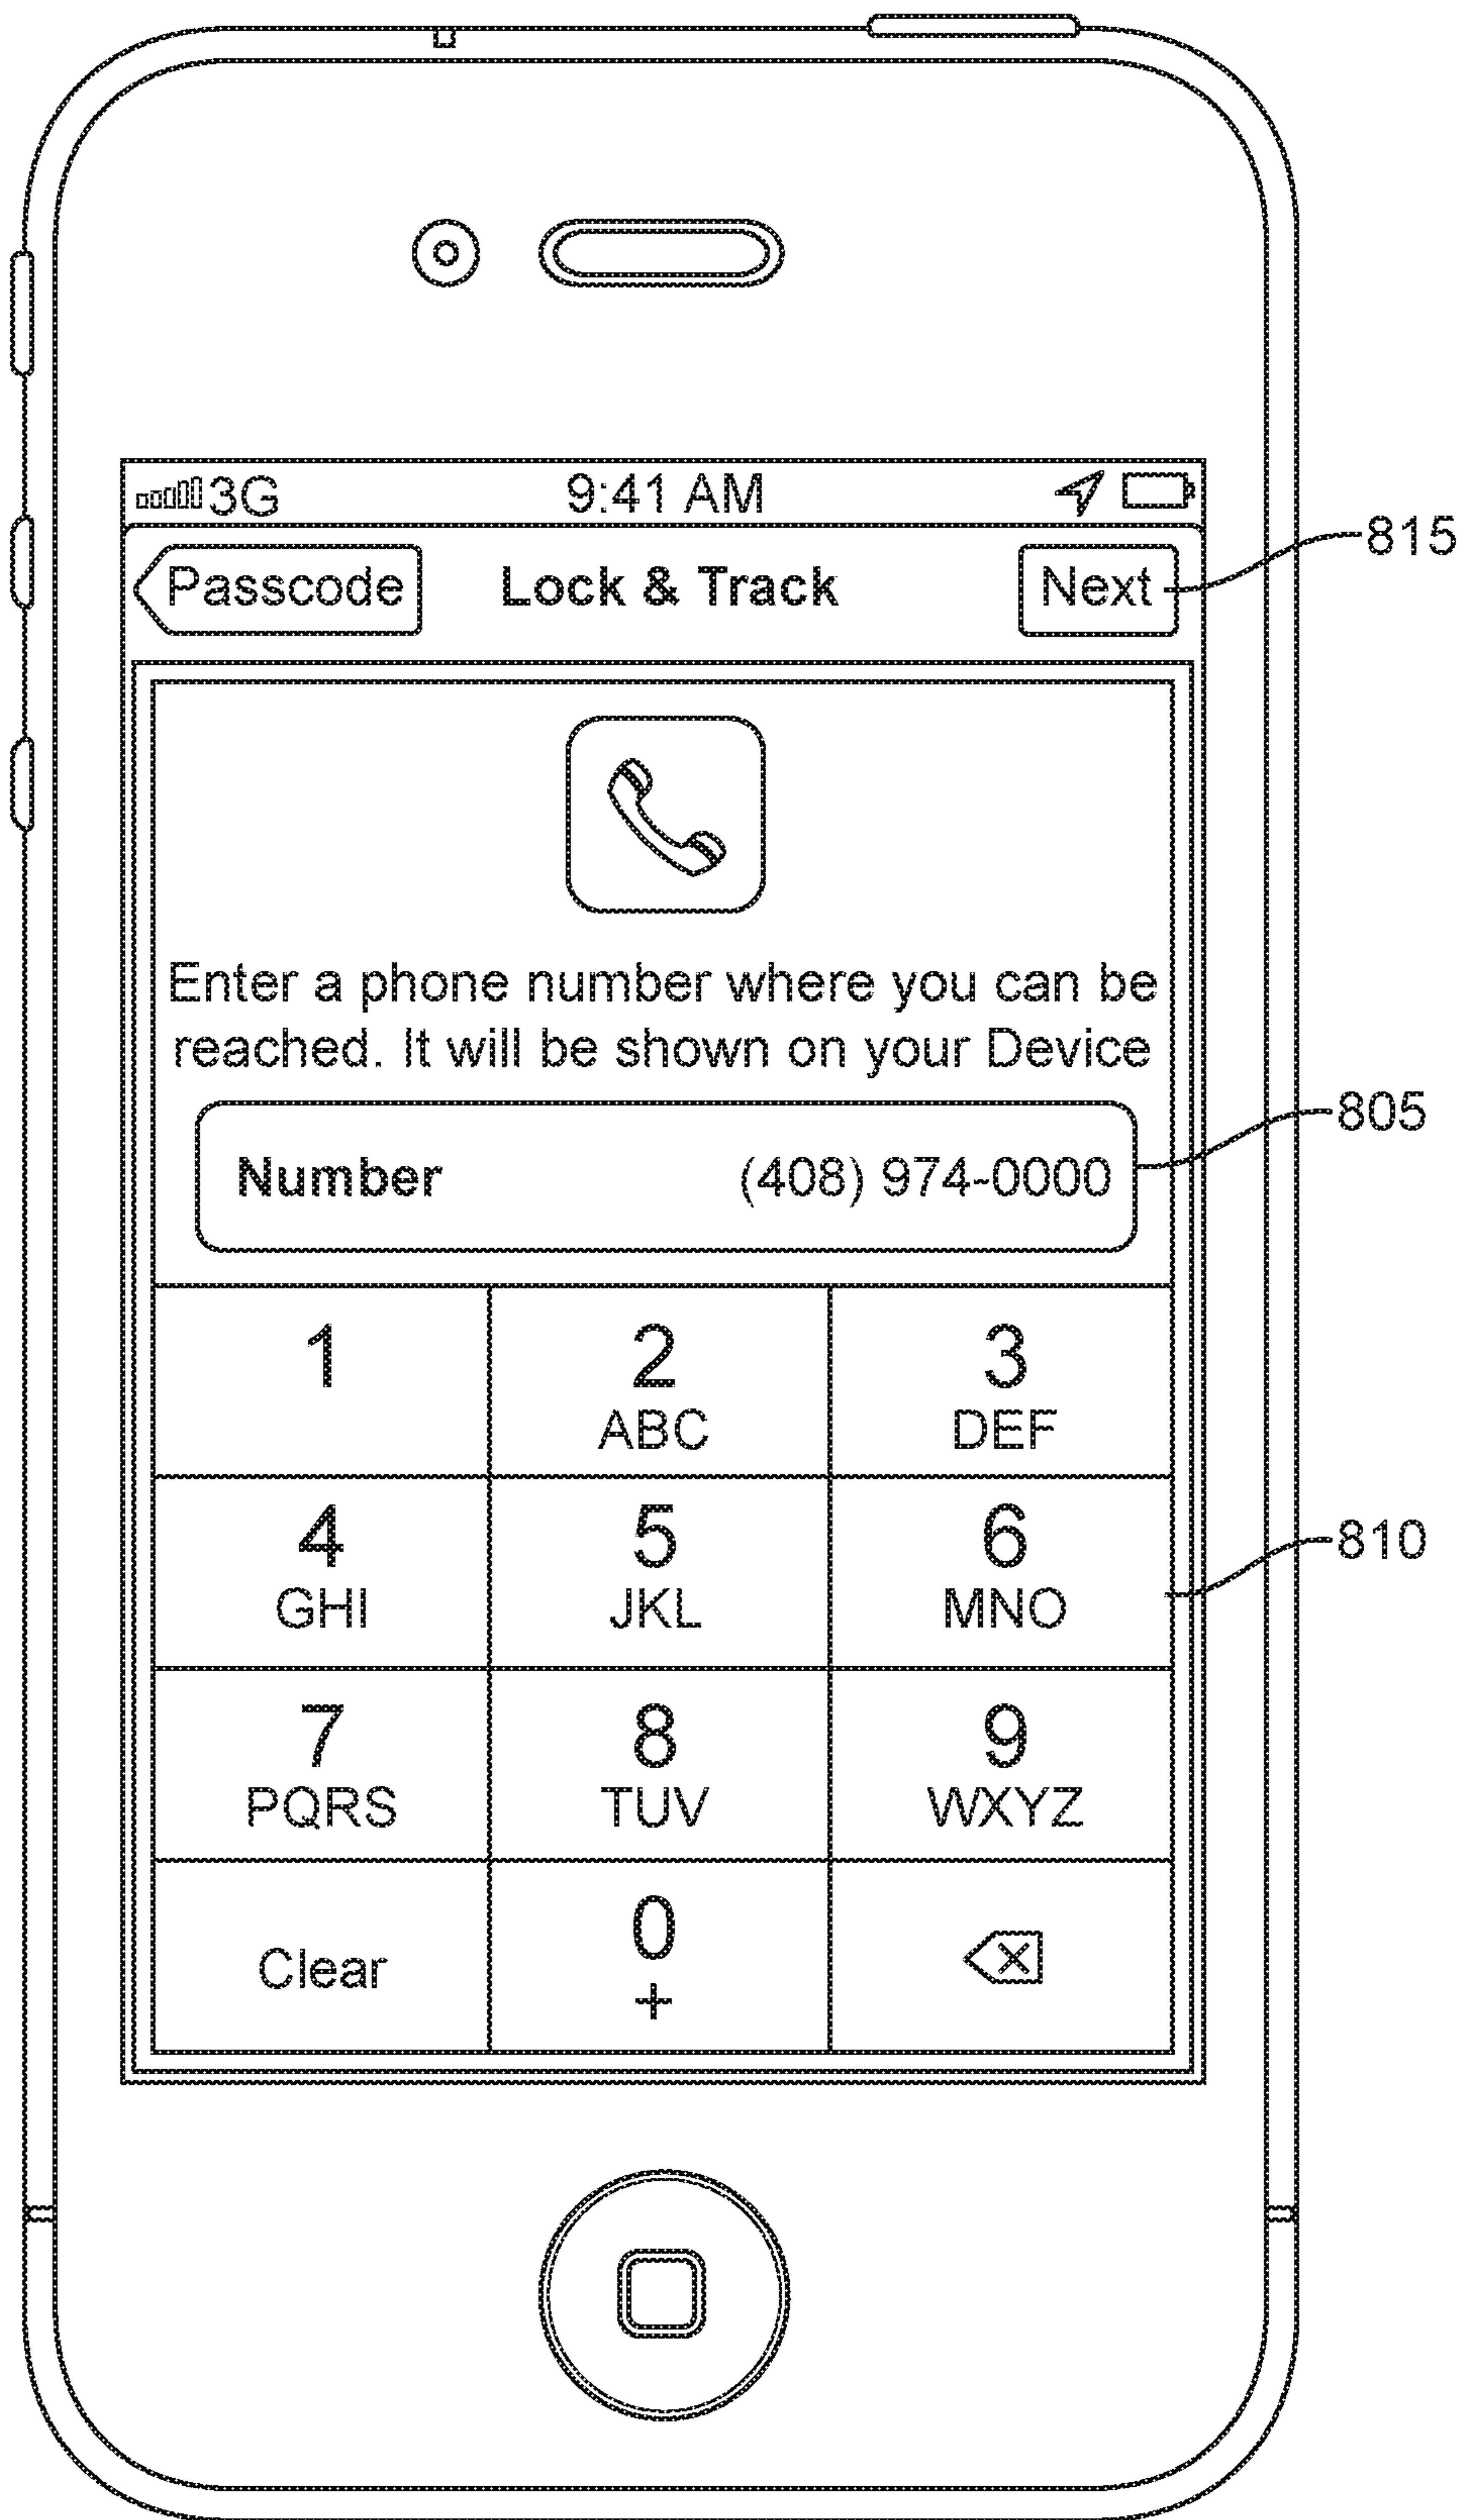 3G 9:41 AM
Passcode Lock & Track Next 815
Enter a phone number where you can be
reached. It will be shown on your Device
805
Number (408) 974-0000
1 2 3
ABC DEF
4 5 6 810
GHI JKL MNO
7 8 9
PQRS TUV WXYZ
Clear 0
+